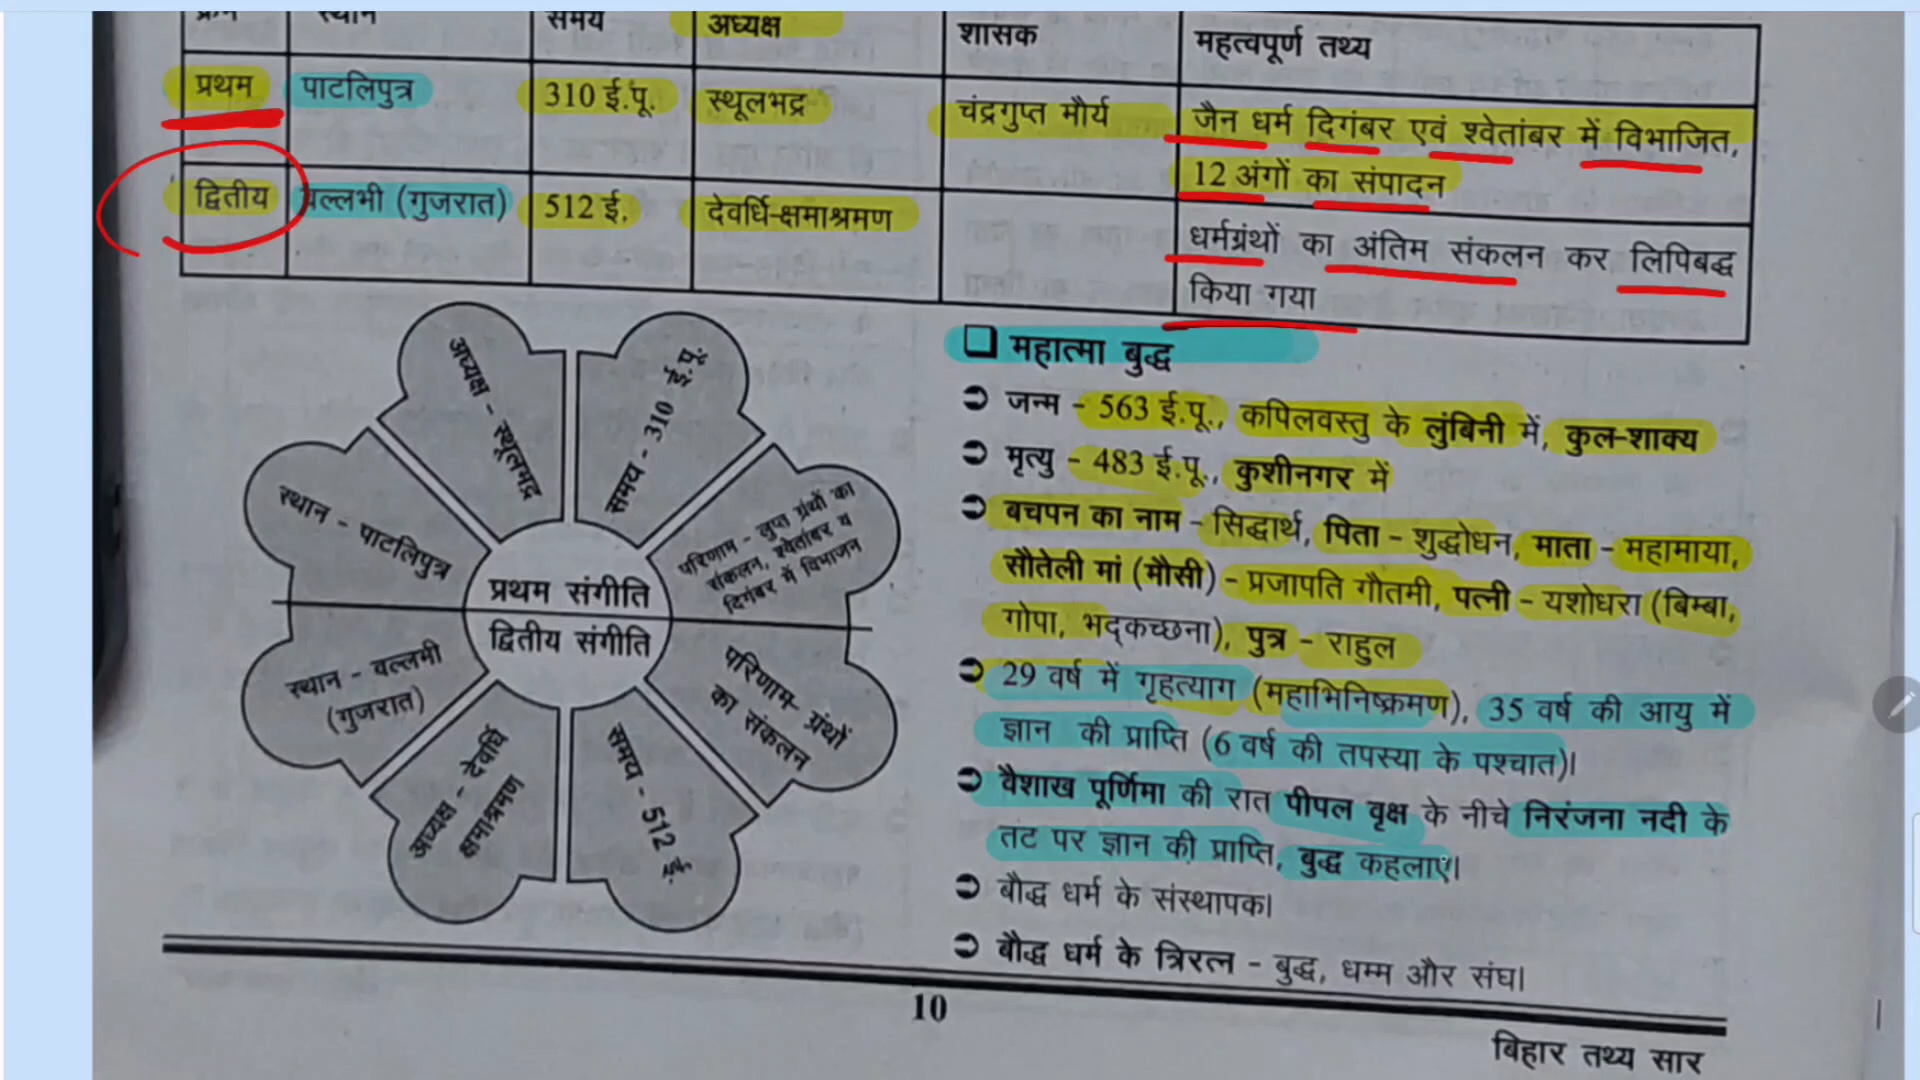 क्रम स्थान समय अध्यक्ष शासक महत्वपूर्ण तथ्य
प्रथम पाटलिपुत्र 310 ई.पू. स्थूलभद्र चंद्रगुप्त मौर्य जैन धर्म दिगंबर एवं श्वेतांबर में विभाजित,
12 अंगों का संपादन
द्वितीय वल्लभी (गुजरात) 512 ई. देवर्धि-क्षमाश्रमण धर्मग्रंथों का अंतिम संकलन कर लिपिबद्ध
किया गया
अध्यक्ष - स्थूलभद्र
समय - 310 ई.पू.
स्थान - पाटलिपुत्र
परिणाम - लुप्त ग्रंथों का
संकलन, श्वेतांबर व
दिगंबर में विभाजन
प्रथम संगीति
द्वितीय संगीति
स्थान - वल्लभी
(गुजरात)
परिणाम- ग्रंथों
का संकलन
अध्यक्ष - देवर्धि
क्षमाश्रमण
समय - 512 ई.
❑ महात्मा बुद्ध
➲ जन्म - 563 ई.पू., कपिलवस्तु के लुंबिनी में, कुल-शाक्य
➲ मृत्यु - 483 ई.पू., कुशीनगर में
➲ बचपन का नाम - सिद्धार्थ, पिता - शुद्धोधन, माता - महामाया,
सौतेली मां (मौसी) - प्रजापति गौतमी, पत्नी - यशोधरा (बिम्बा,
गोपा, भद्कच्छना), पुत्र - राहुल
➲ 29 वर्ष में गृहत्याग (महाभिनिष्क्रमण), 35 वर्ष की आयु में
ज्ञान की प्राप्ति (6 वर्ष की तपस्या के पश्चात)।
➲ वैशाख पूर्णिमा की रात पीपल वृक्ष के नीचे निरंजना नदी के
तट पर ज्ञान की प्राप्ति, बुद्ध कहलाए।
➲ बौद्ध धर्म के संस्थापक।
➲ बौद्ध धर्म के त्रिरत्न - बुद्ध, धम्म और संघ।
10
बिहार तथ्य सार